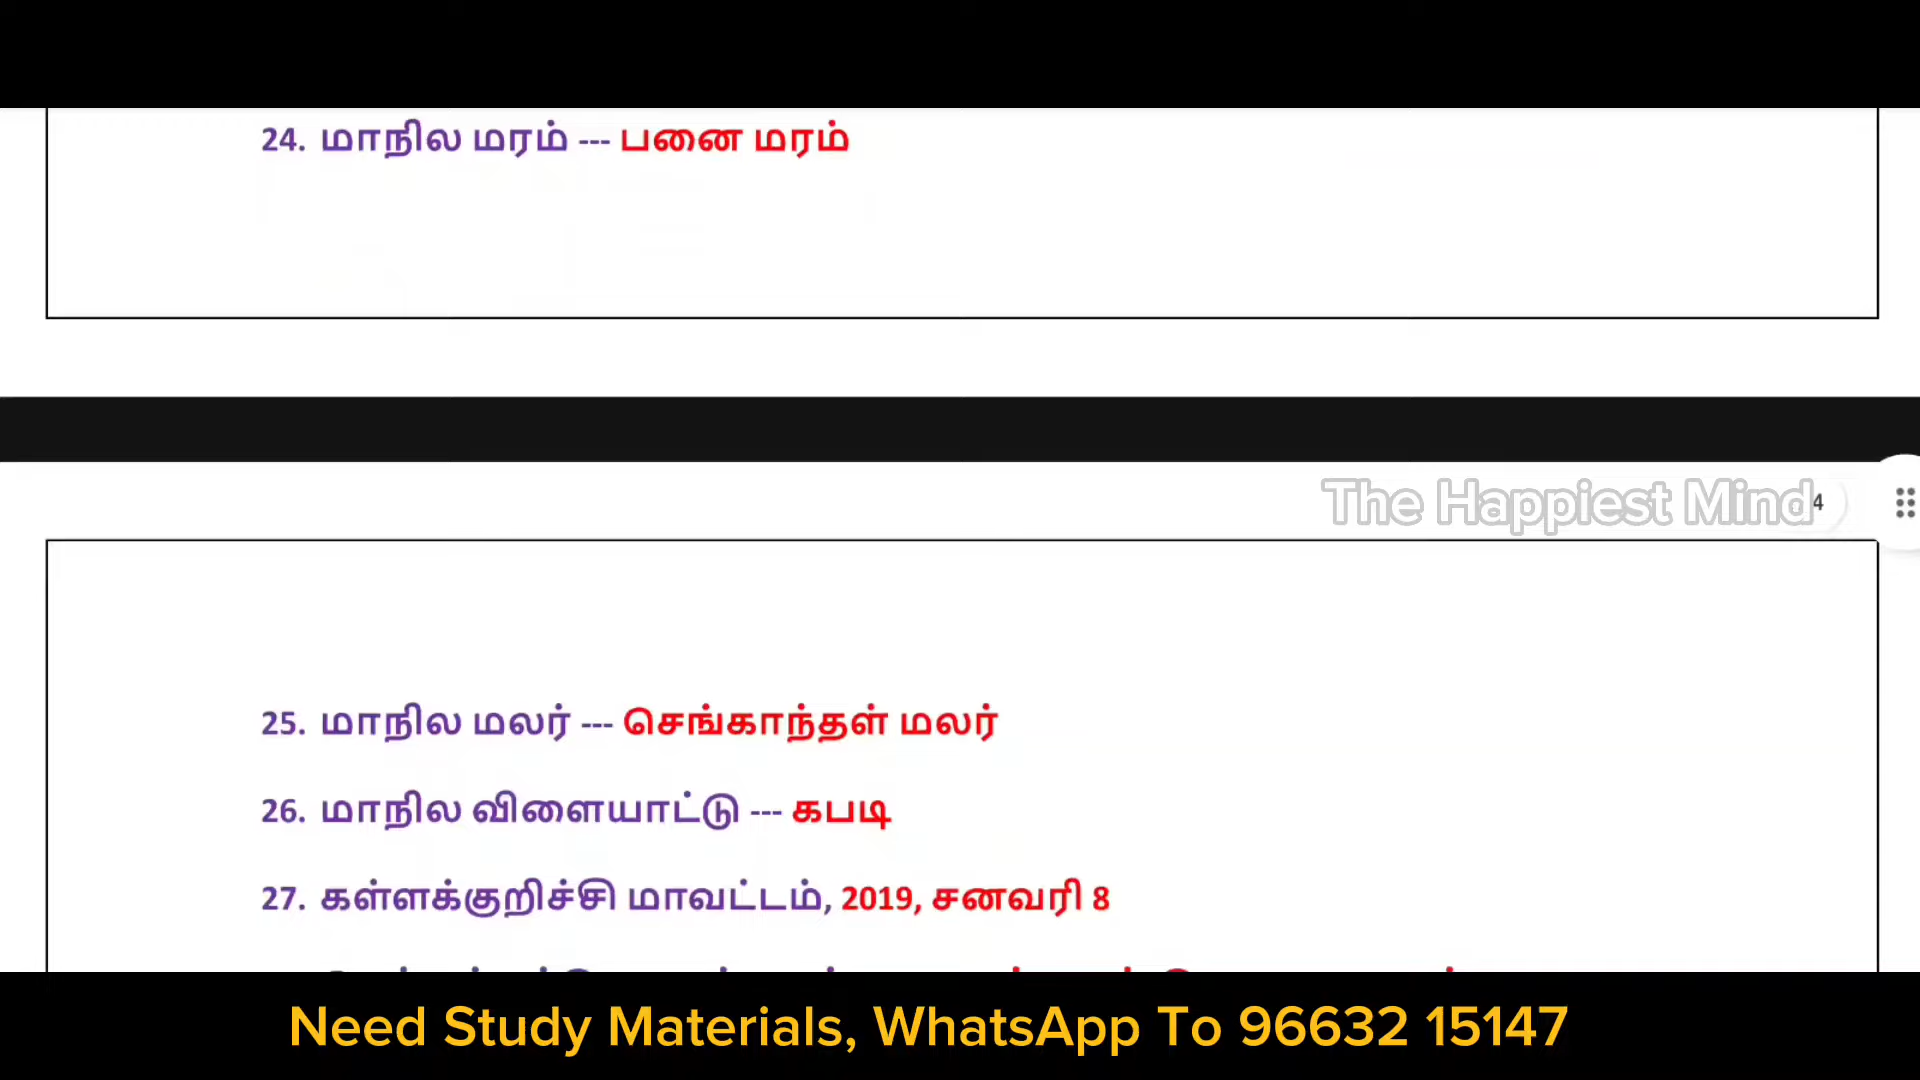 24. மாநில மரம் --- பனை மரம்
The Happiest Mind
4
25. மாநில மலர் --- செங்காந்தள் மலர்
26. மாநில விளையாட்டு --- கபடி
27. கள்ளக்குறிச்சி மாவட்டம், 2019, சனவரி 8
Need Study Materials, WhatsApp To 96632 15147